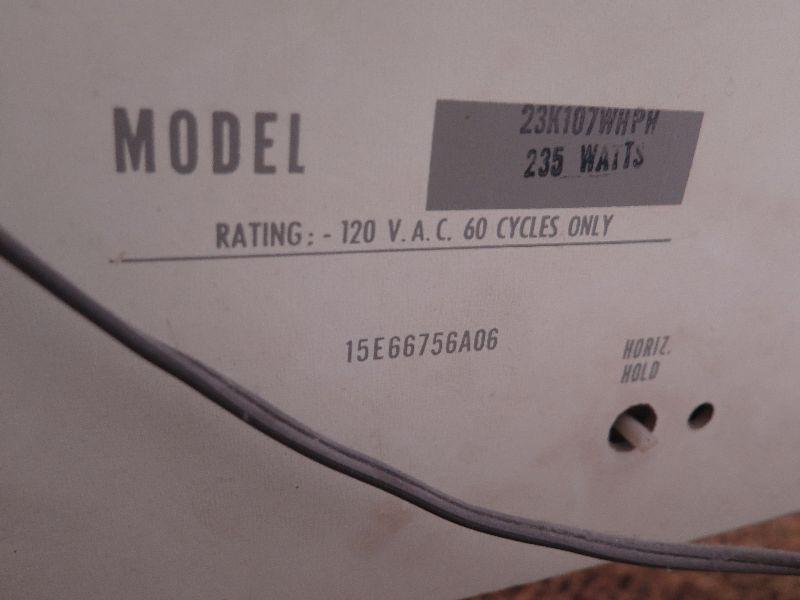 MODEL
23K107WHPH
235 WATTS
RATING: - 120 V.A.C. 60 CYCLES ONLY
15E66756A06
HORIZ.
HOLD